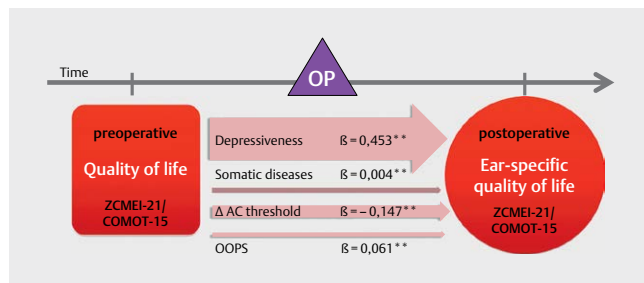 Time
OP
preoperative
Quality of life
ZCMEI-21/
COMOT-15
Depressiveness ß=0,453**
Somatic diseases ß=0,004**
Δ AC threshold ß=–0,147**
OOPS ß=0,061**
postoperative
Ear-specific
quality of life
ZCMEI-21/
COMOT-15